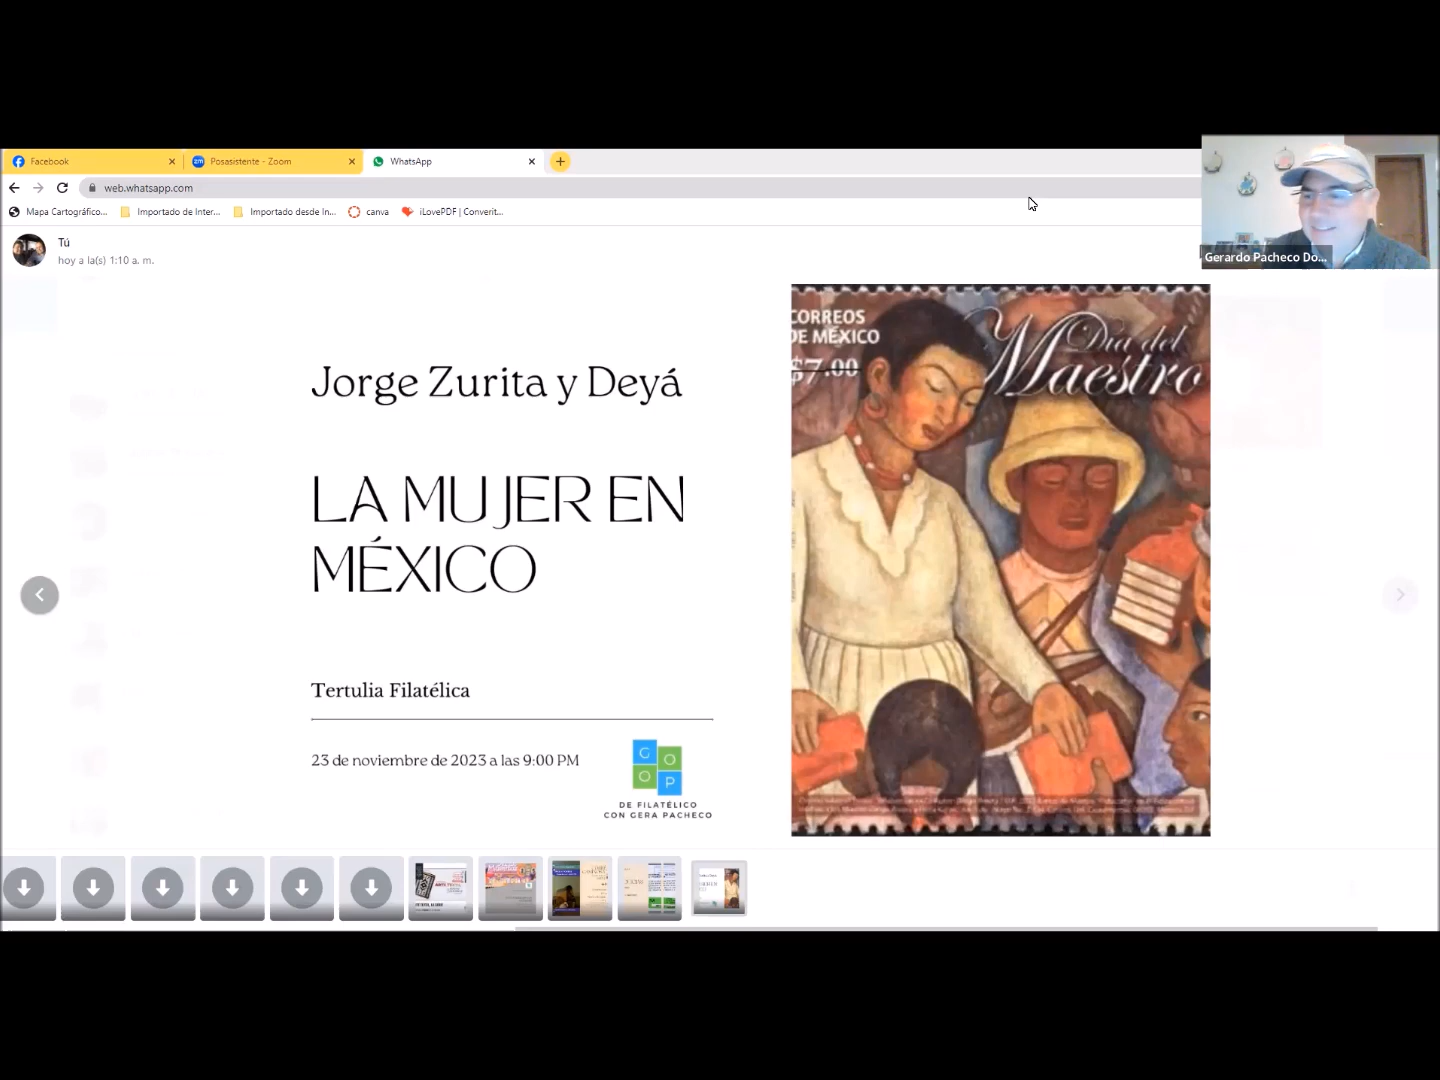 Facebook
Posasistente - Zoom
WhatsApp
web.whatsapp.com
Mapa Cartográfico...
Importado de Inter...
Importado desde In...
canva
iLovePDF | Convertit...
Tú
hoy a la(s) 1:10 a. m.
Gerardo Pacheco Do...
CORREOS
DE MÉXICO
$7.00
Día del
Maestro
Jorge Zurita y Deyá
LA MUJER EN
MÉXICO
Tertulia Filatélica
23 de noviembre de 2023 a las 9:00 PM
G O
O P
DE FILATÉLICO
CON GERA PACHECO